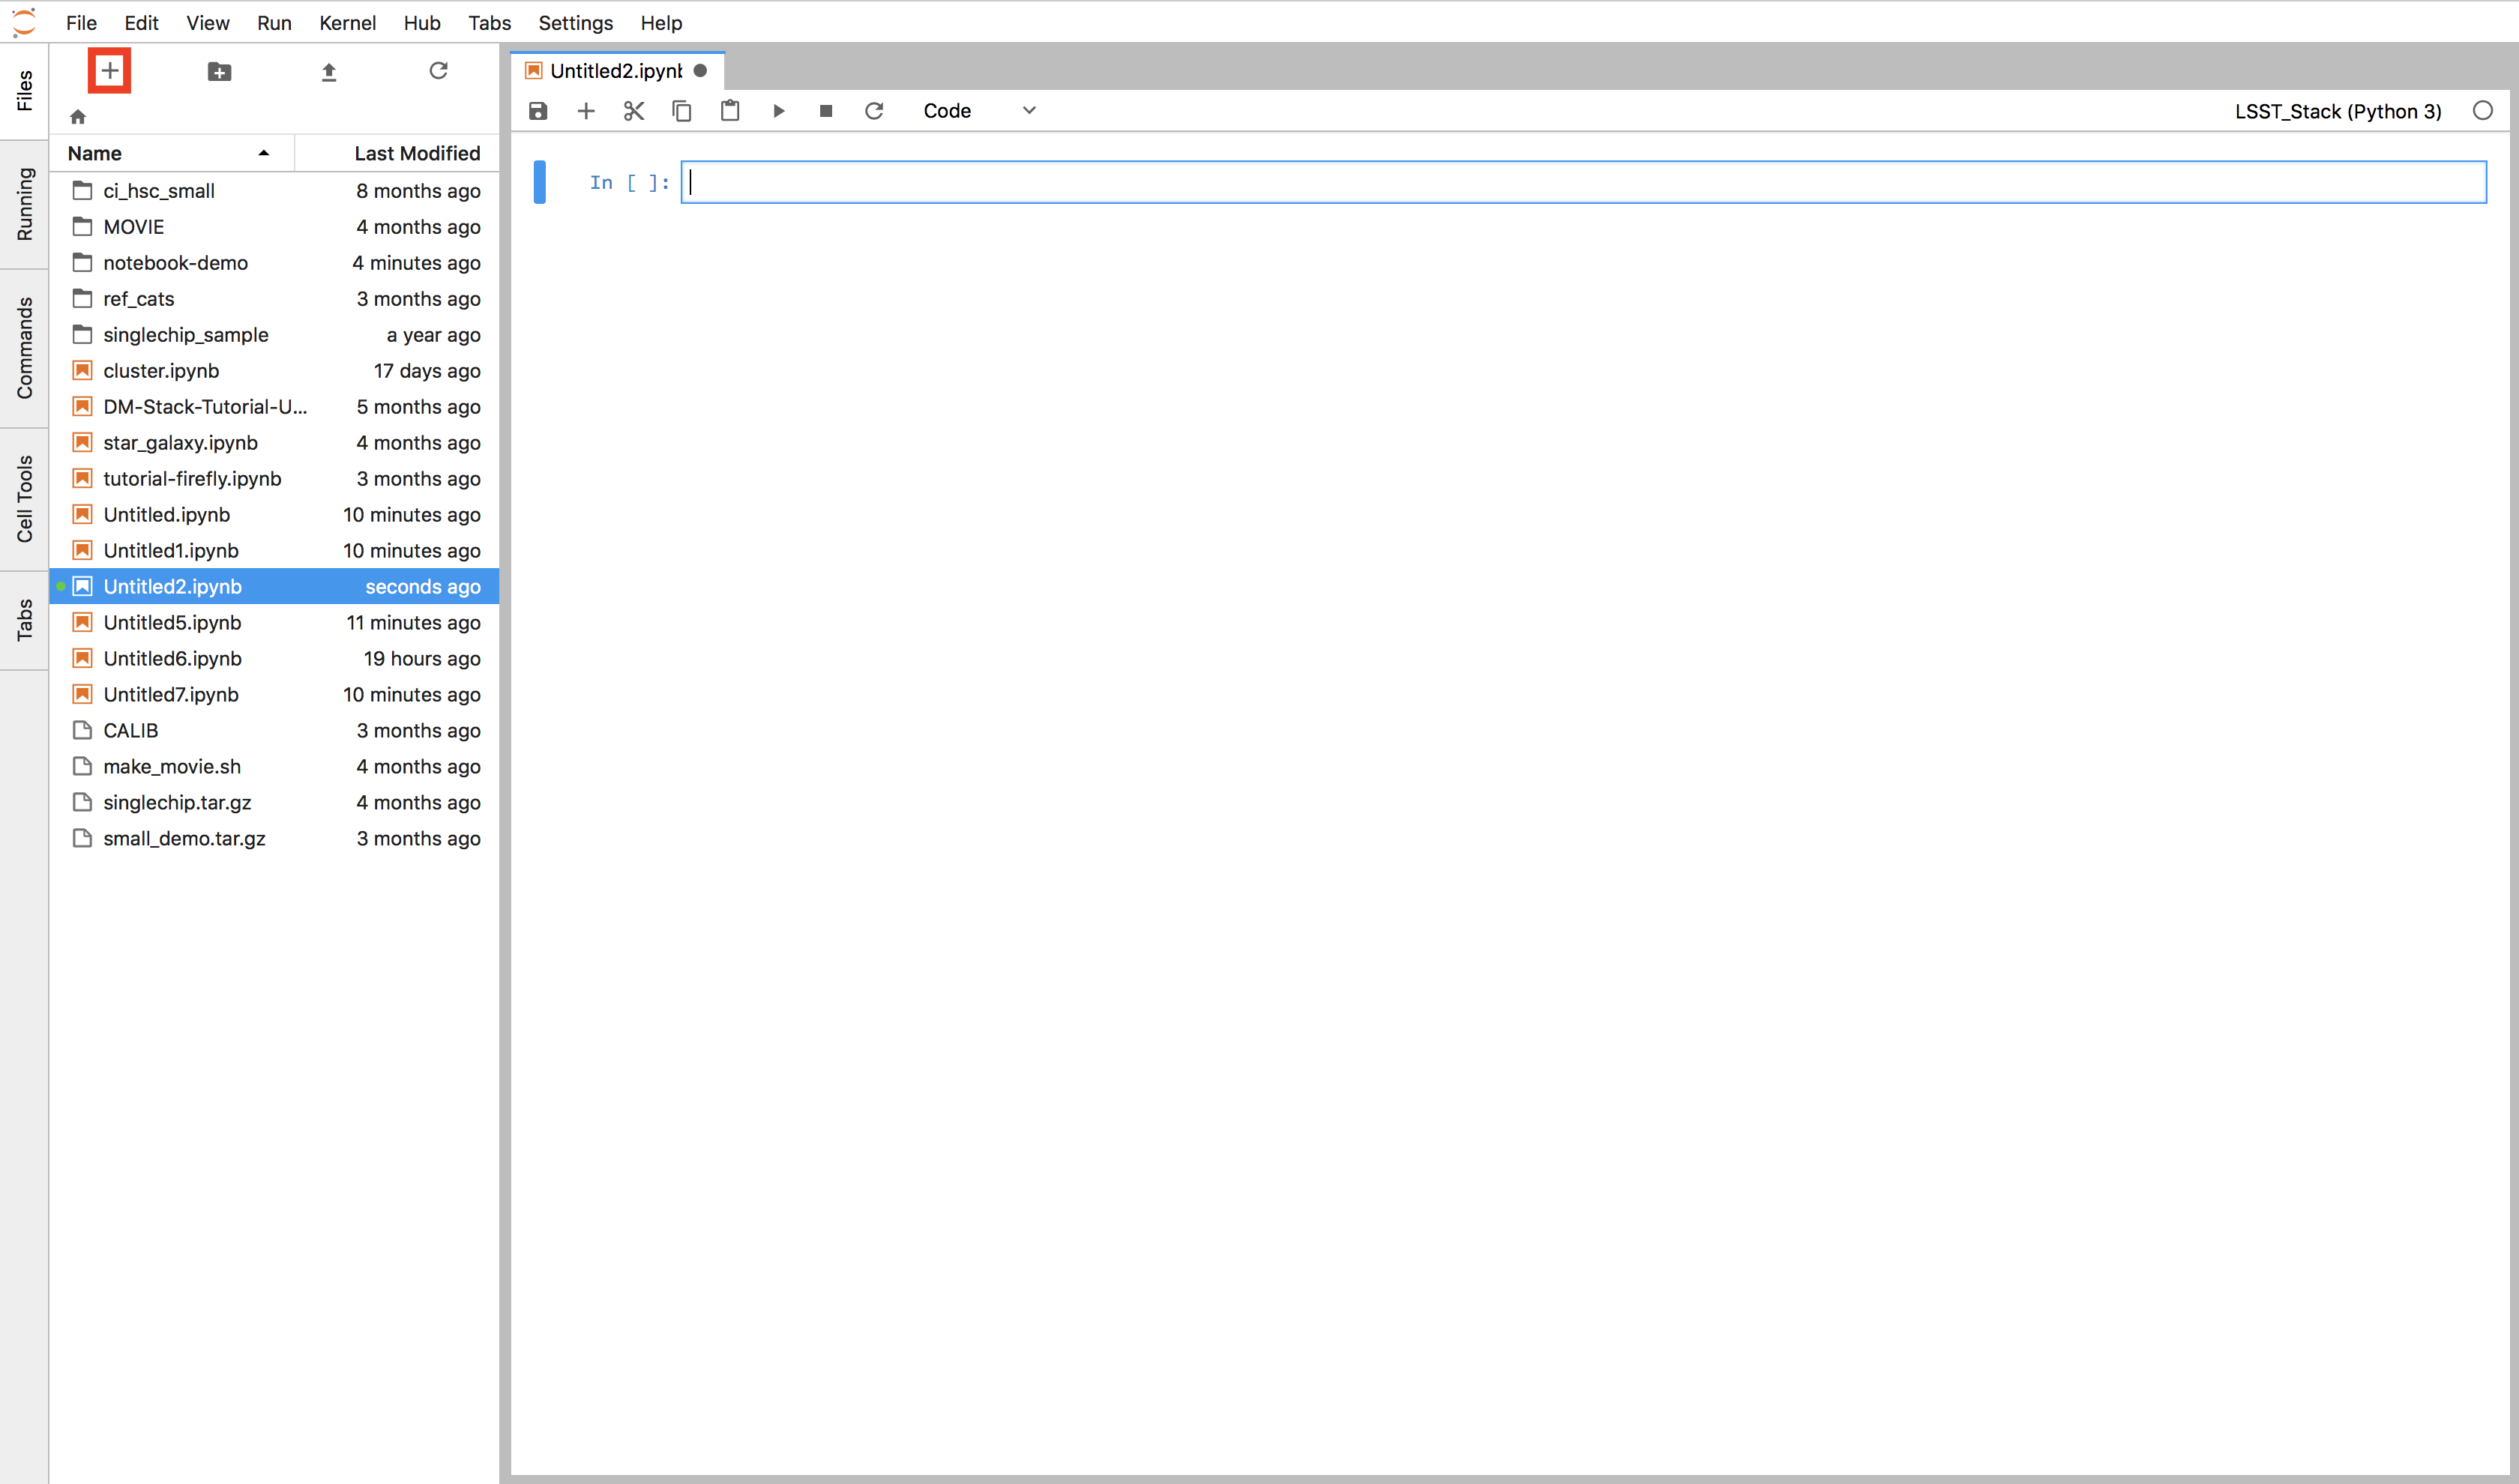 File Edit View Run Kernel Hub Tabs Settings Help
Files
Running
Commands
Cell Tools
Tabs
Name Last Modified
ci_hsc_small 8 months ago
MOVIE 4 months ago
notebook-demo 4 minutes ago
ref_cats 3 months ago
singlechip_sample a year ago
cluster.ipynb 17 days ago
DM-Stack-Tutorial-U... 5 months ago
star_galaxy.ipynb 4 months ago
tutorial-firefly.ipynb 3 months ago
Untitled.ipynb 10 minutes ago
Untitled1.ipynb 10 minutes ago
Untitled2.ipynb seconds ago
Untitled5.ipynb 11 minutes ago
Untitled6.ipynb 19 hours ago
Untitled7.ipynb 10 minutes ago
CALIB 3 months ago
make_movie.sh 4 months ago
singlechip.tar.gz 4 months ago
small_demo.tar.gz 3 months ago
Untitled2.ipynb
Code LSST_Stack (Python 3)
In [ ]: